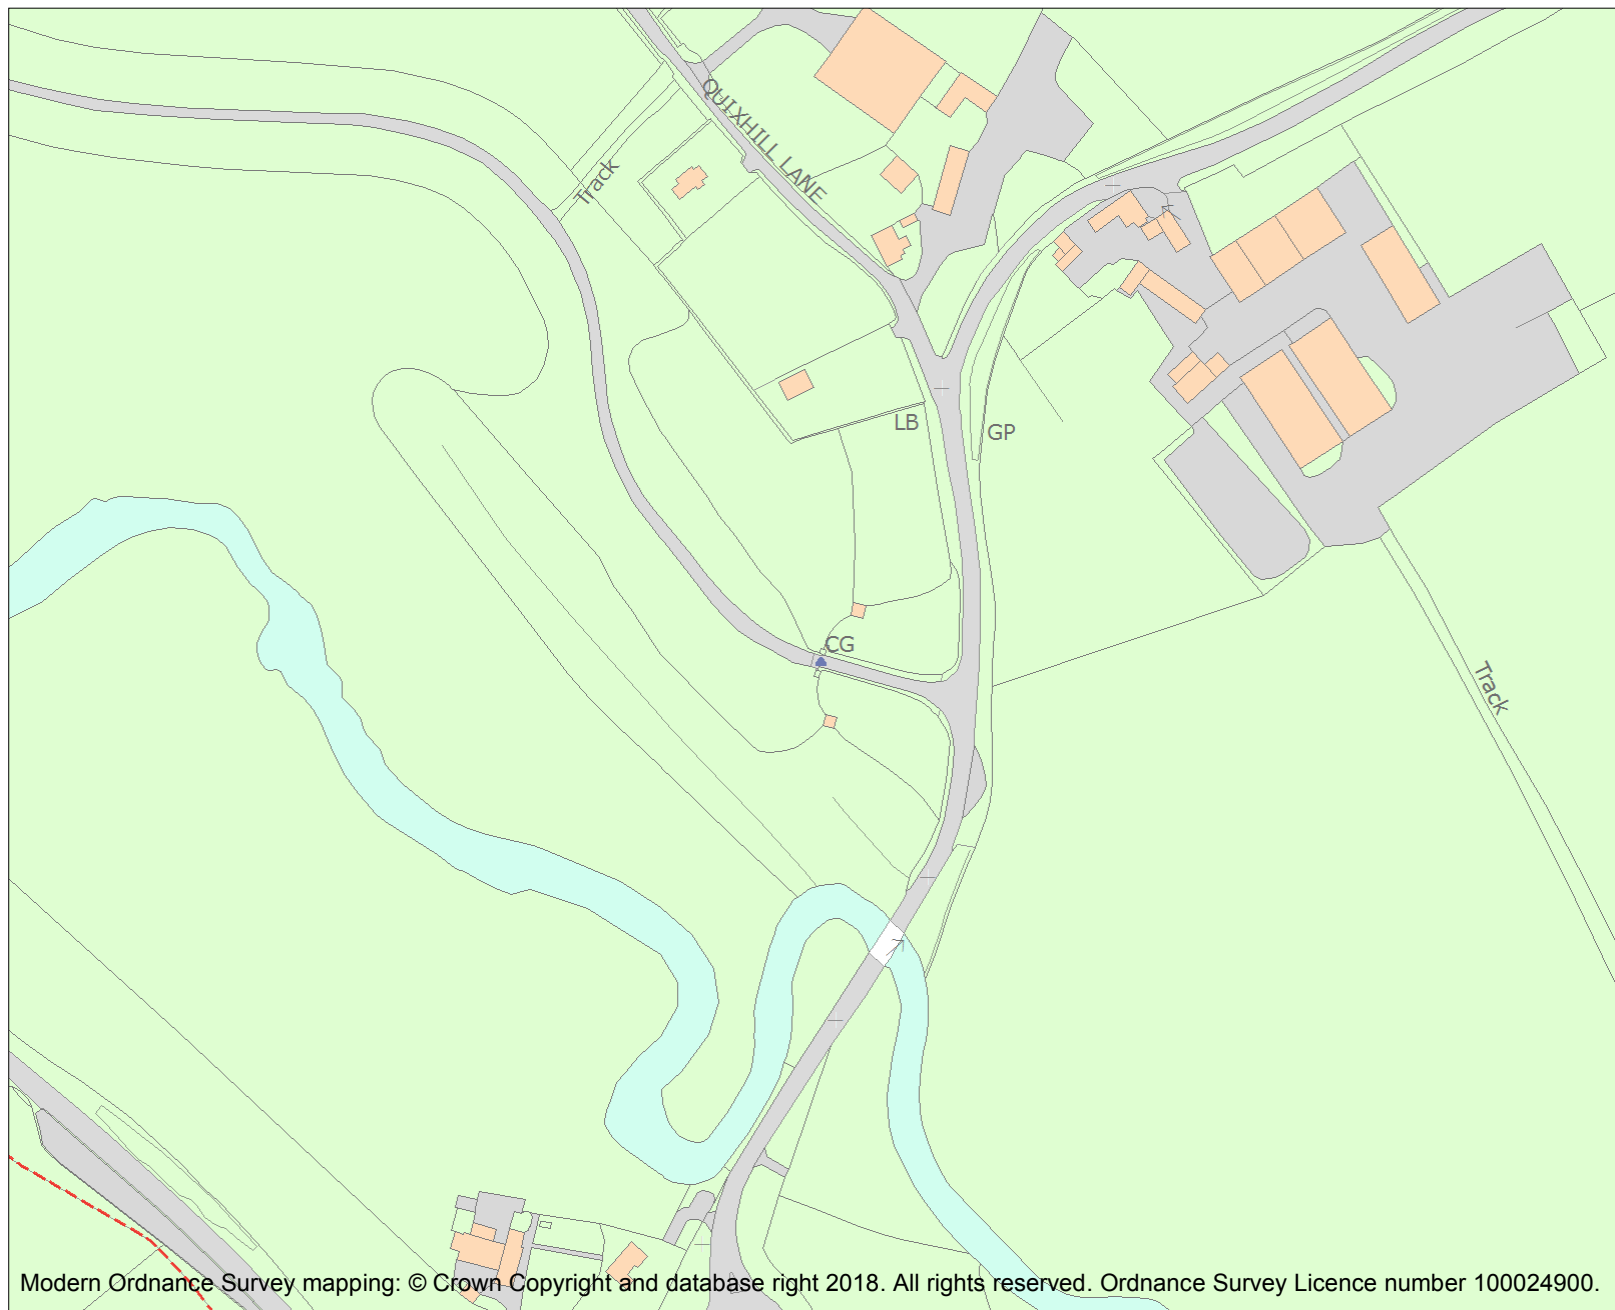 QUIXHILL LANE
Track
LB
GP
CG
Track
Modern Ordnance Survey mapping: © Crown Copyright and database right 2018. All rights reserved. Ordnance Survey Licence number 100024900.